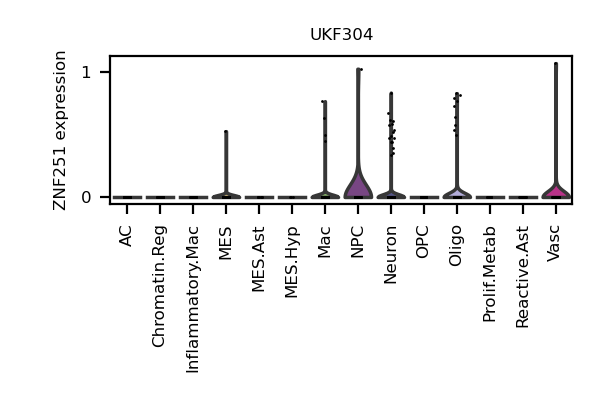 UKF304
ZNF251 expression
1
0
AC
Chromatin.Reg
Inflammatory.Mac
MES
MES.Ast
MES.Hyp
Mac
NPC
Neuron
OPC
Oligo
Prolif.Metab
Reactive.Ast
Vasc